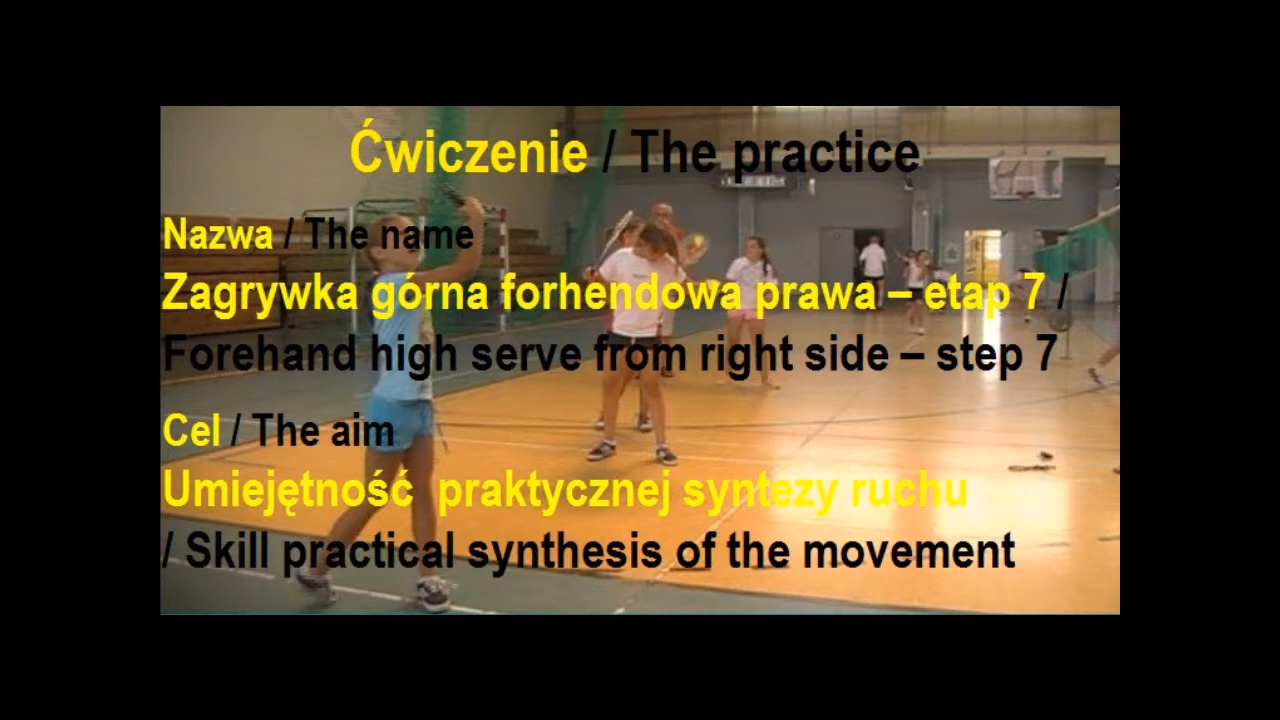 Ćwiczenie / The practice
Nazwa / The name
Zagrywka górna forhendowa prawa – etap 7 /
Forehand high serve from right side – step 7
Cel / The aim
Umiejętność praktycznej syntezy ruchu
/ Skill practical synthesis of the movement